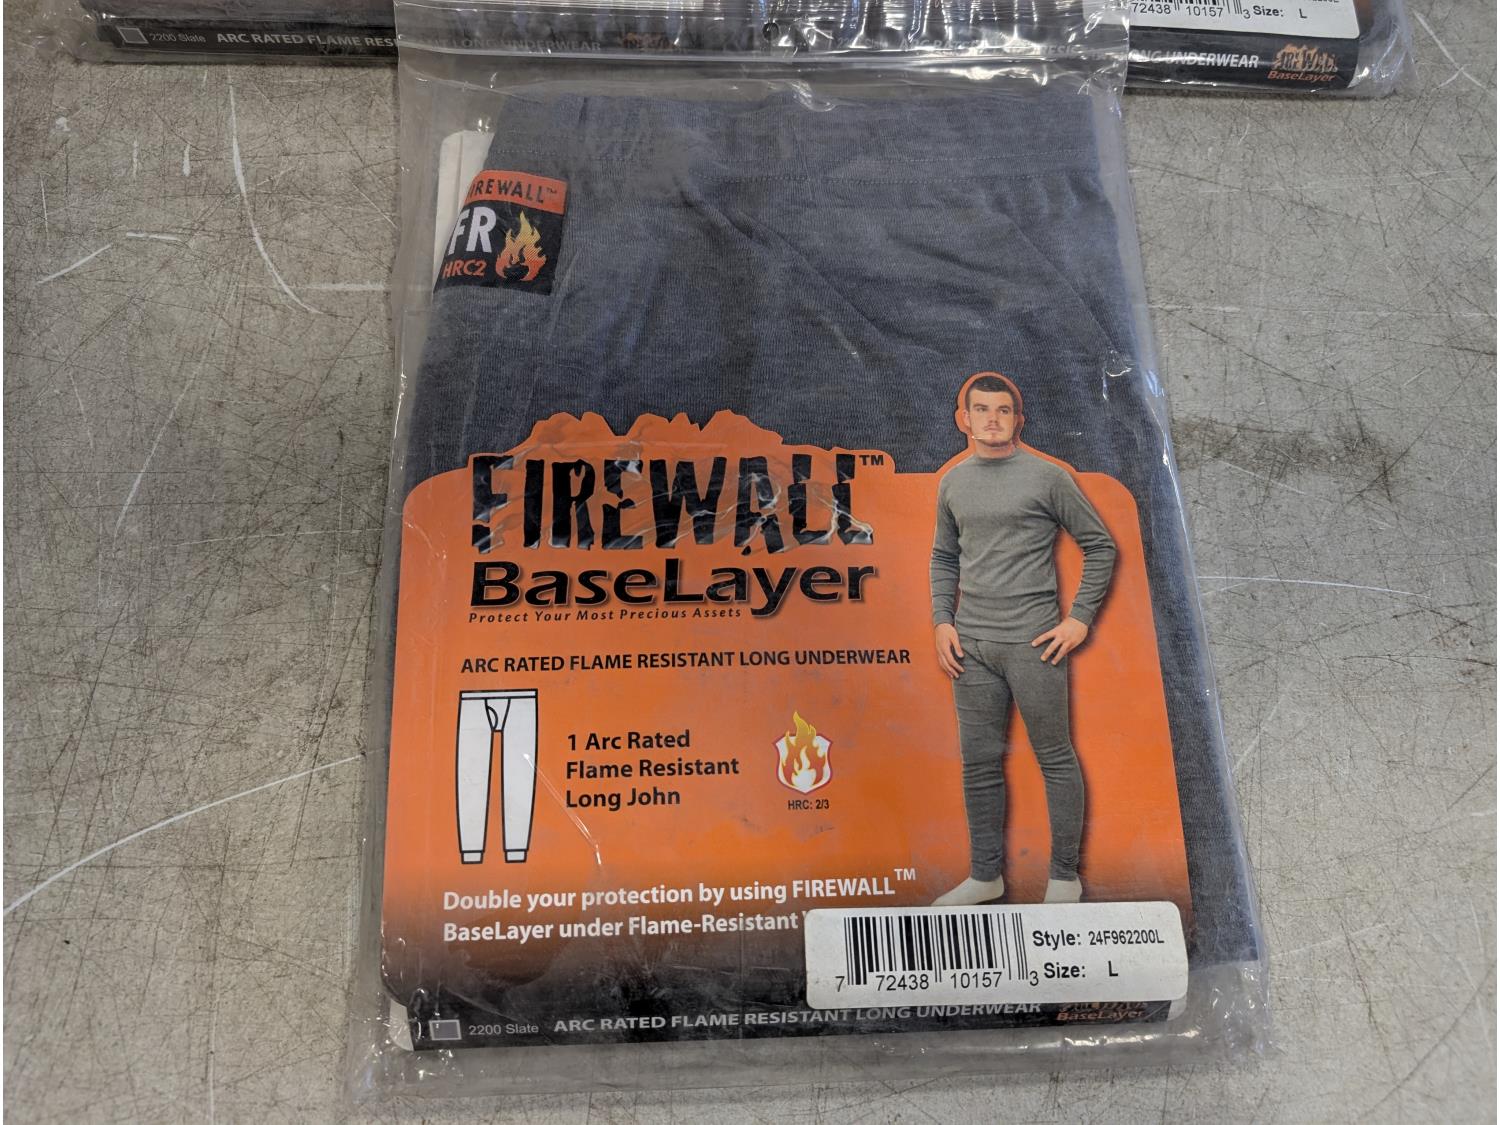 2200 Slate ARC RATED FLAME RESI
LONG UNDERWEAR
72438 10157 3 Size: L
UNDERWEAR FIREWALL
BaseLayer
FIREWALL™
FR
HRC2
FIREWALL™
BaseLayer
Protect Your Most Precious Assets
ARC RATED FLAME RESISTANT LONG UNDERWEAR
1 Arc Rated
Flame Resistant
Long John
HRC: 2/3
Double your protection by using FIREWALL™
BaseLayer under Flame-Resistant
Style: 24F962200L
7 72438 10157 3 Size: L
2200 Slate ARC RATED FLAME RESISTANT LONG UNDERWEAR
BaseLayer